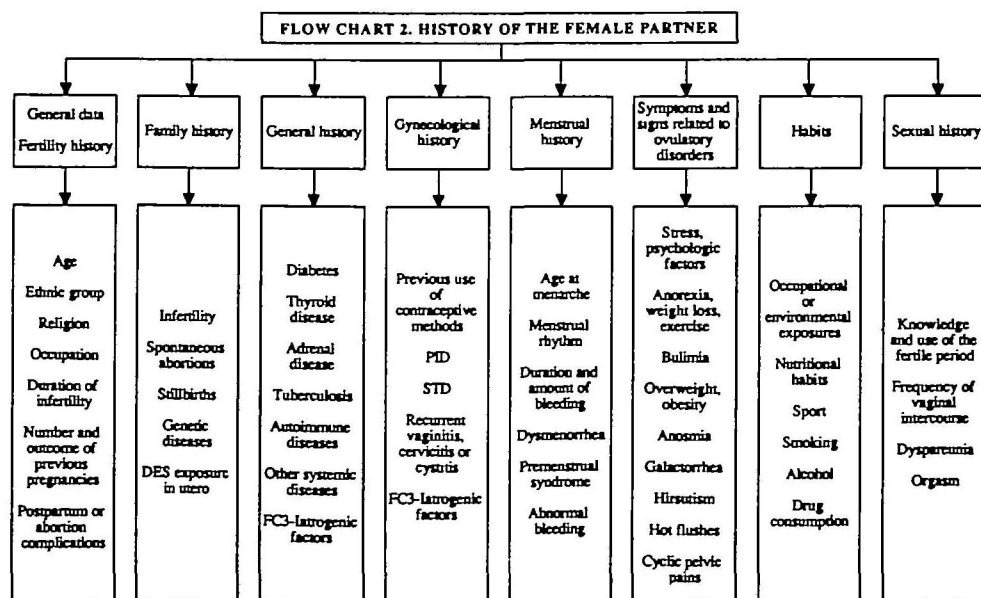 FLOW CHART 2. HISTORY OF THE FEMALE PARTNER
General data
Fertility history
Family history
General history
Gynecological
history
Menstrual
history
Symptoms and
signs related to
ovulatory
disorders
Habits
Sexual history
Age
Ethnic group
Religion
Occupation
Duration of
infertility
Number and
outcome of
previous
pregnancies
Postpartum or
abortion
complications
Infertility
Spontaneous
abortions
Stillbirths
Genetic
diseases
DES exposure
in utero
Diabetes
Thyroid
disease
Adrenal
disease
Tuberculosis
Autoimmune
diseases
Other systemic
diseases
FC3-Iatrogenic
factors
Previous use
of
contraceptive
methods
PID
STD
Recurrent
vaginitis,
cervicitis or
cystitis
FC3-Iatrogenic
factors
Age at
menarche
Menstrual
rhythm
Duration and
amount of
bleeding
Dysmenorrhea
Premenstrual
syndrome
Abnormal
bleeding
Stress,
psychologic
factors
Anorexia,
weight loss,
exercise
Bulimia
Overweight,
obesity
Anosmia
Galactorrhea
Hirsutism
Hot flushes
Cyclic pelvic
pains
Occupational
or
environmental
exposures
Nutritional
habits
Sport
Smoking
Alcohol
Drug
consumption
Knowledge
and use of the
fertile period
Frequency of
vaginal
intercourse
Dyspareunia
Orgasm